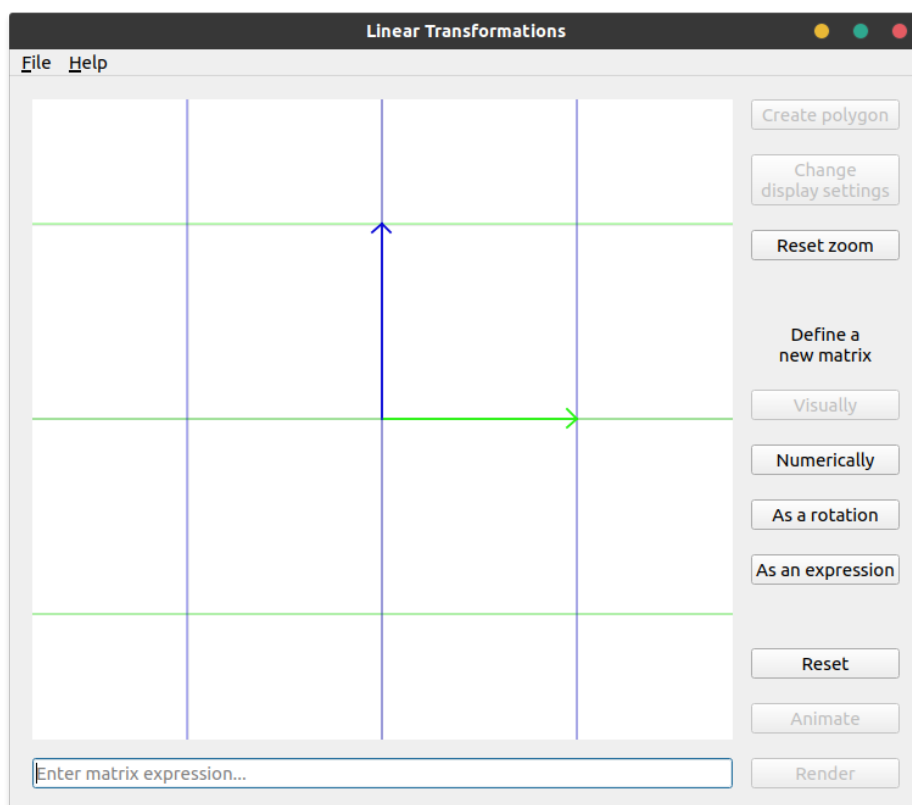 Linear Transformations
File Help
Create polygon
Change
display settings
Reset zoom
Define a
new matrix
Visually
Numerically
As a rotation
As an expression
Reset
Animate
Enter matrix expression...
Render